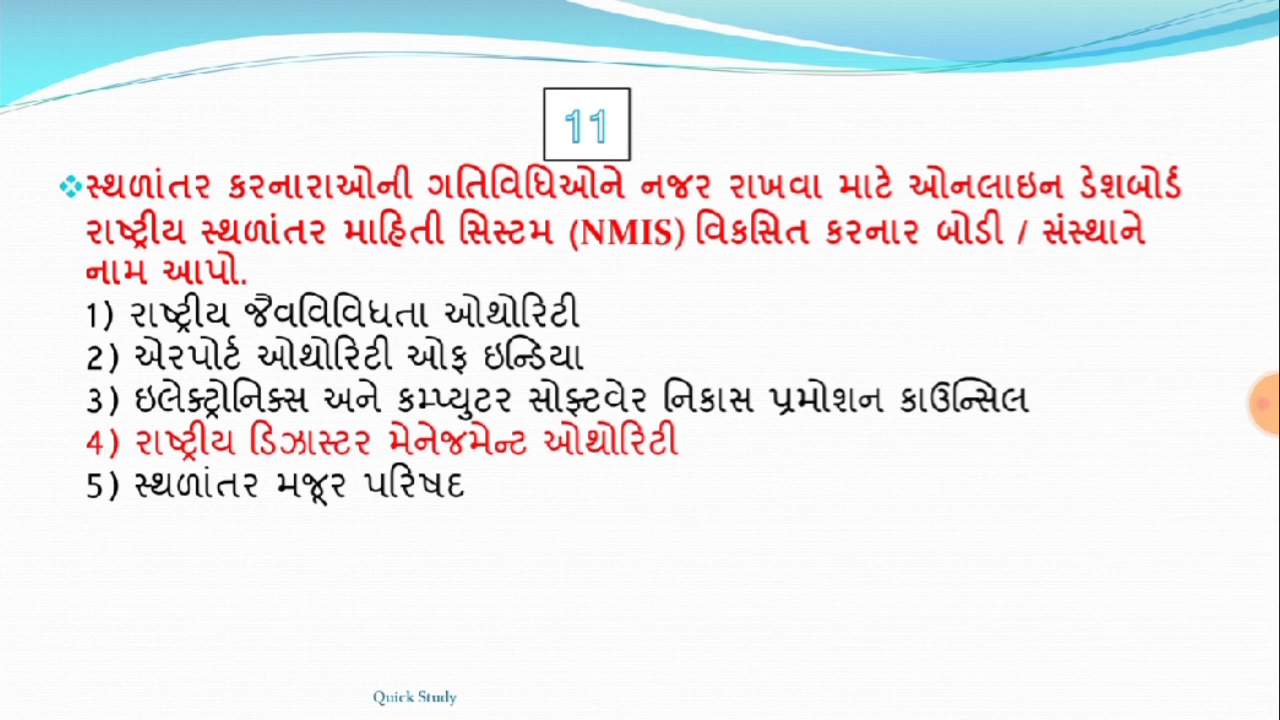 11
સ્થળાંતર કરનારાઓની ગતિવિધિઓને નજર રાખવા માટે ઓનલાઇન ડેશબોર્ડ
રાષ્ટ્રીય સ્થળાંતર માહિતી સિસ્ટમ (NMIS) વિકસિત કરનાર બોડી / સંસ્થાને
નામ આપો.
1) રાષ્ટ્રીય જૈવવિવિધતા ઓથોરિટી
2) એરપોર્ટ ઓથોરિટી ઓફ ઇન્ડિયા
3) ઇલેક્ટ્રોનિક્સ અને કમ્પ્યુટર સોફ્ટવેર નિકાસ પ્રમોશન કાઉન્સિલ
4) રાષ્ટ્રીય ડિઝાસ્ટર મેનેજમેન્ટ ઓથોરિટી
5) સ્થળાંતર મજૂર પરિષદ
Quick Study